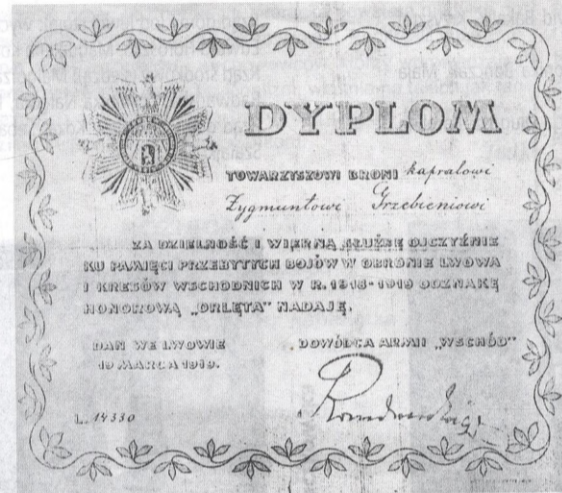 DYPLOM
TOWARZYSZOWI BRONI kapralowi
Zygmuntowi Grzebieniowi
ZA DZIELNOŚĆ I WIERNĄ SŁUŻBĘ OJCZYŹNIE
KU PAMIĘCI PRZEBYTYCH BOJÓW W OBRONIE LWOWA
I KRESÓW WSCHODNICH W R. 1918-1919 ODZNAKĘ
HONOROWĄ „ORLĘTA" NADAJĘ.
DAN WE LWOWIE
19 MARCA 1919.
DOWÓDCA ARMII „WSCHÓD"
L. 14330